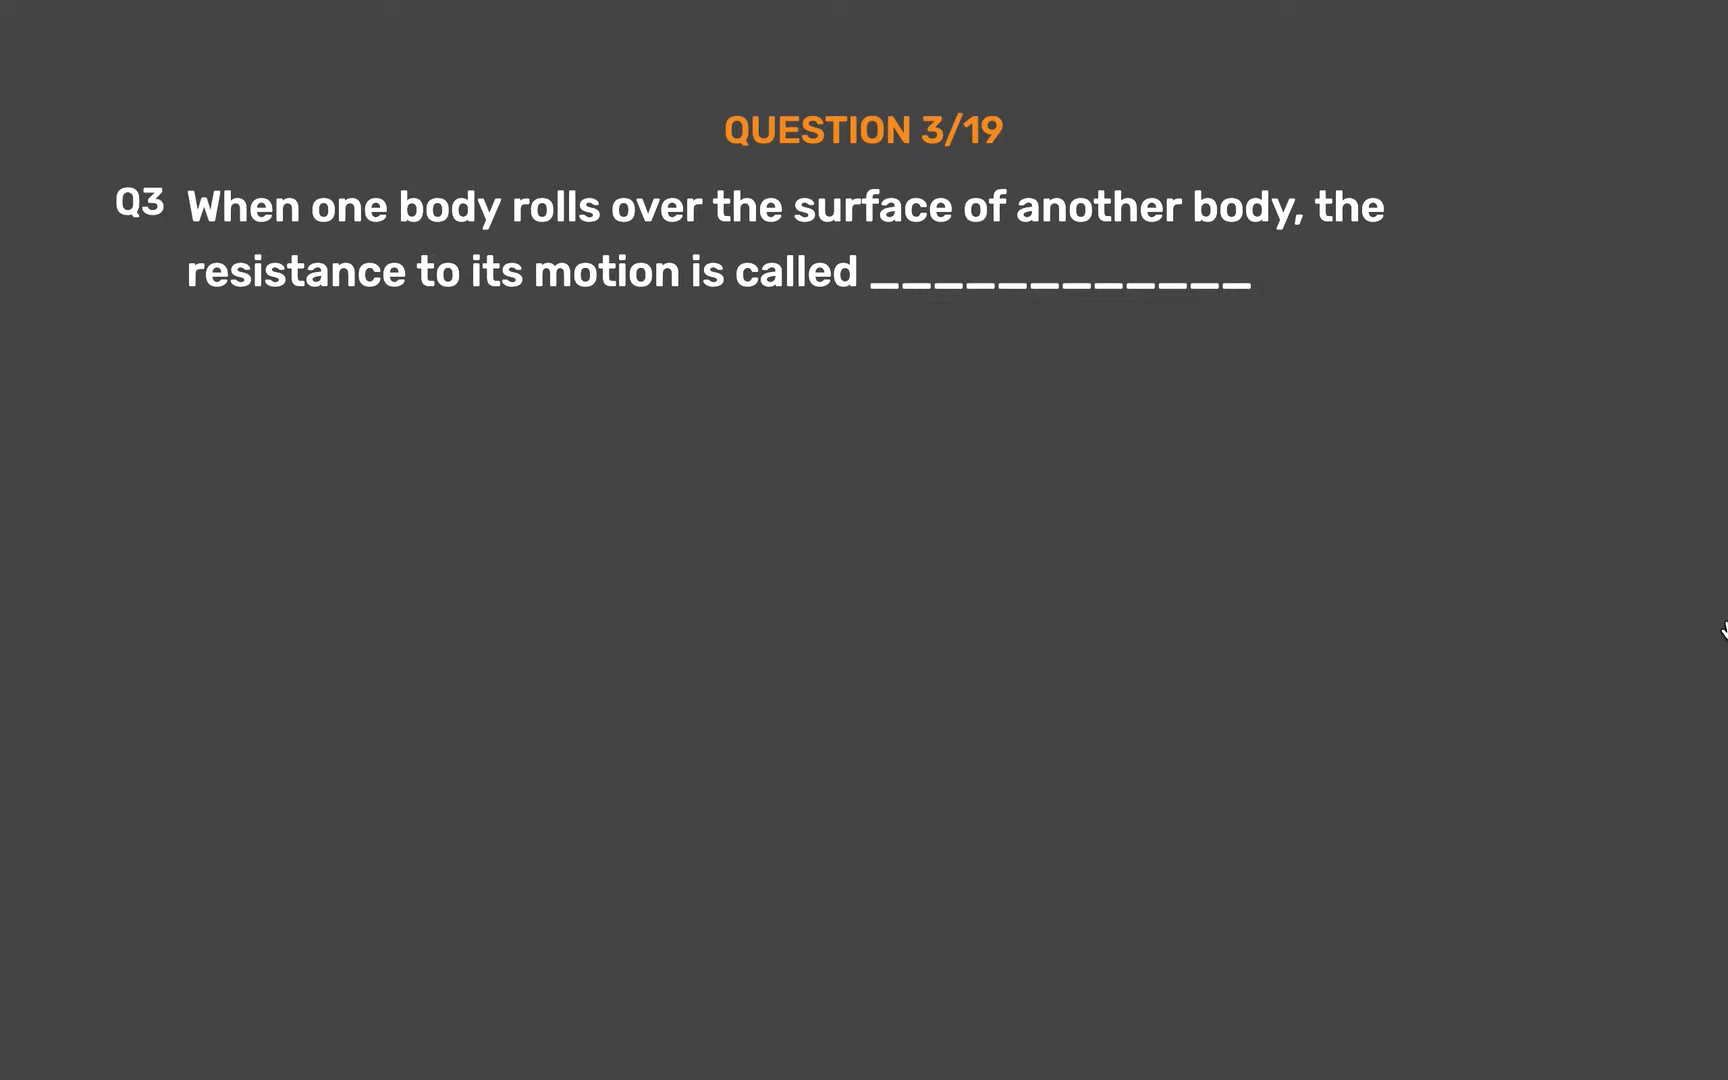 QUESTION 3/19
Q3 When one body rolls over the surface of another body, the
resistance to its motion is called ____________